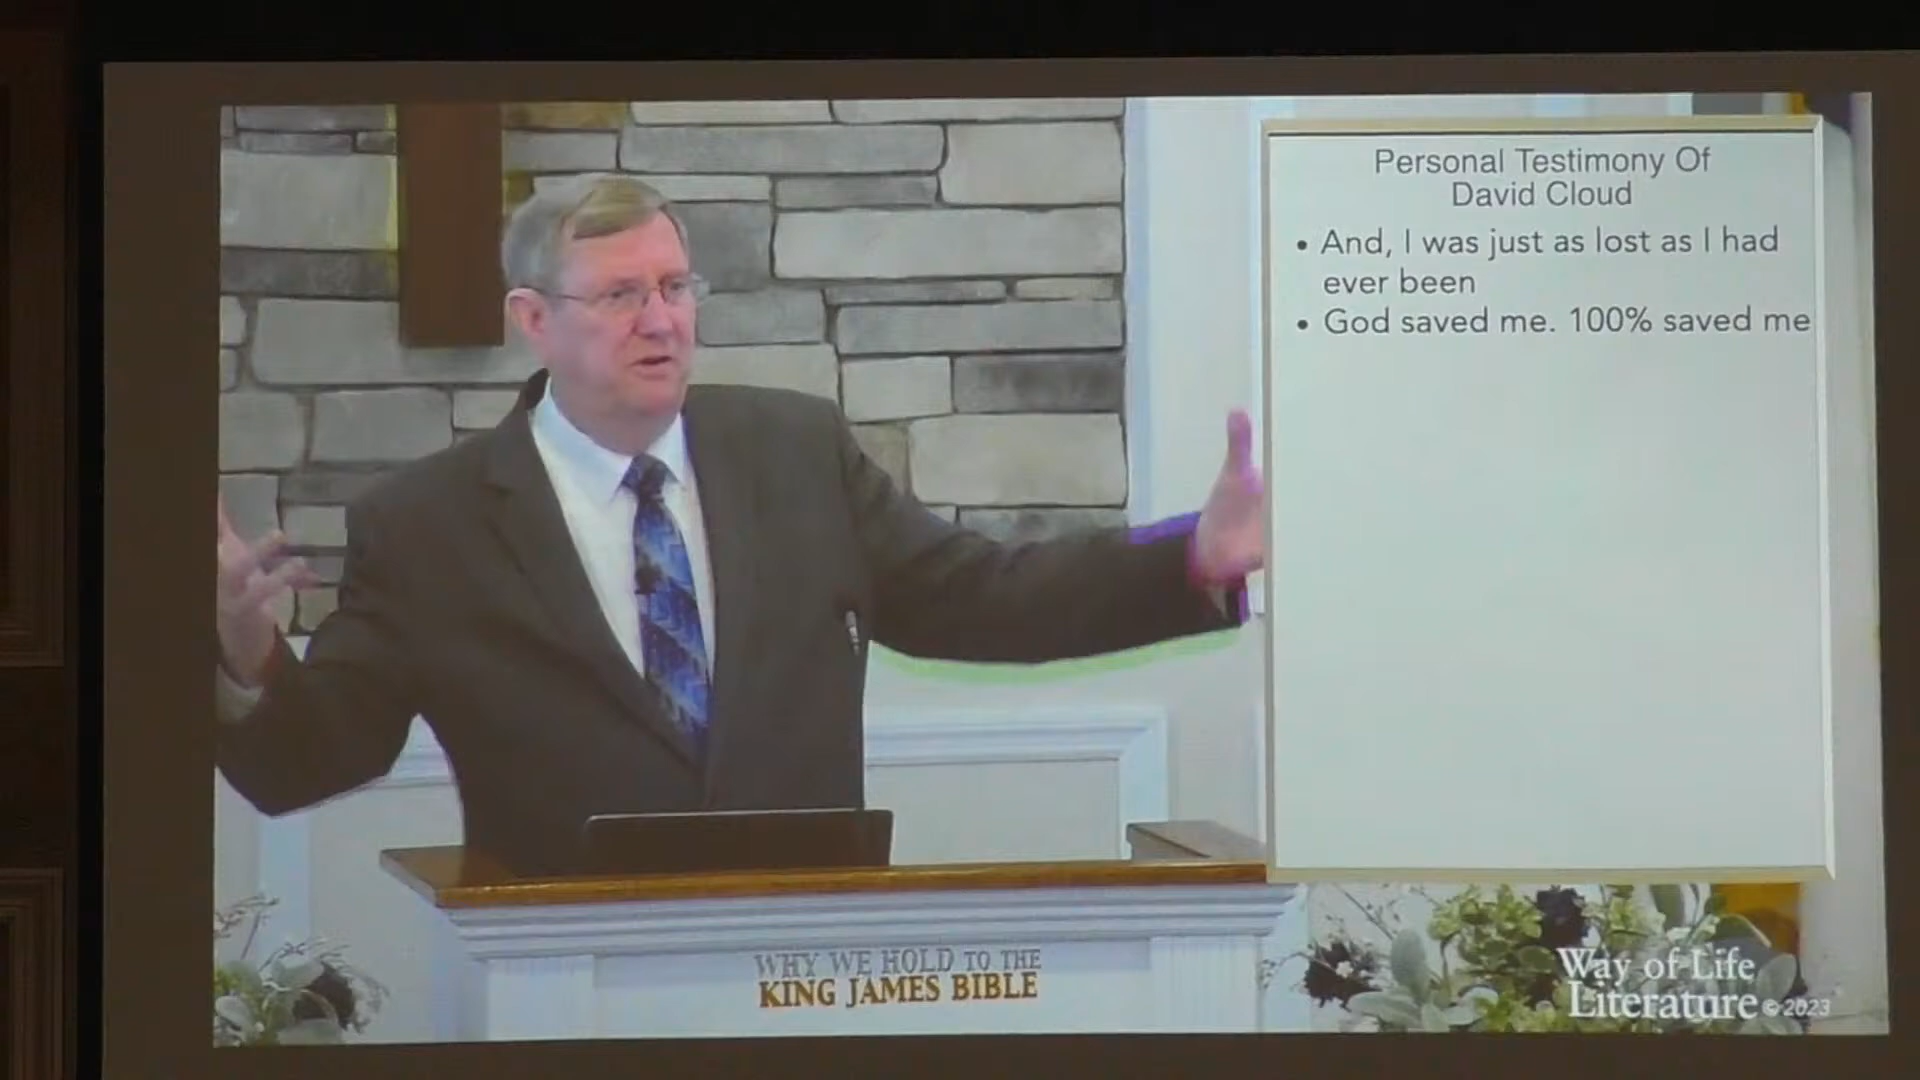 Personal Testimony Of
David Cloud
• And, I was just as lost as I had
ever been
• God saved me. 100% saved me
WHY WE HOLD TO THE
KING JAMES BIBLE
Way of Life
Literature © 2023